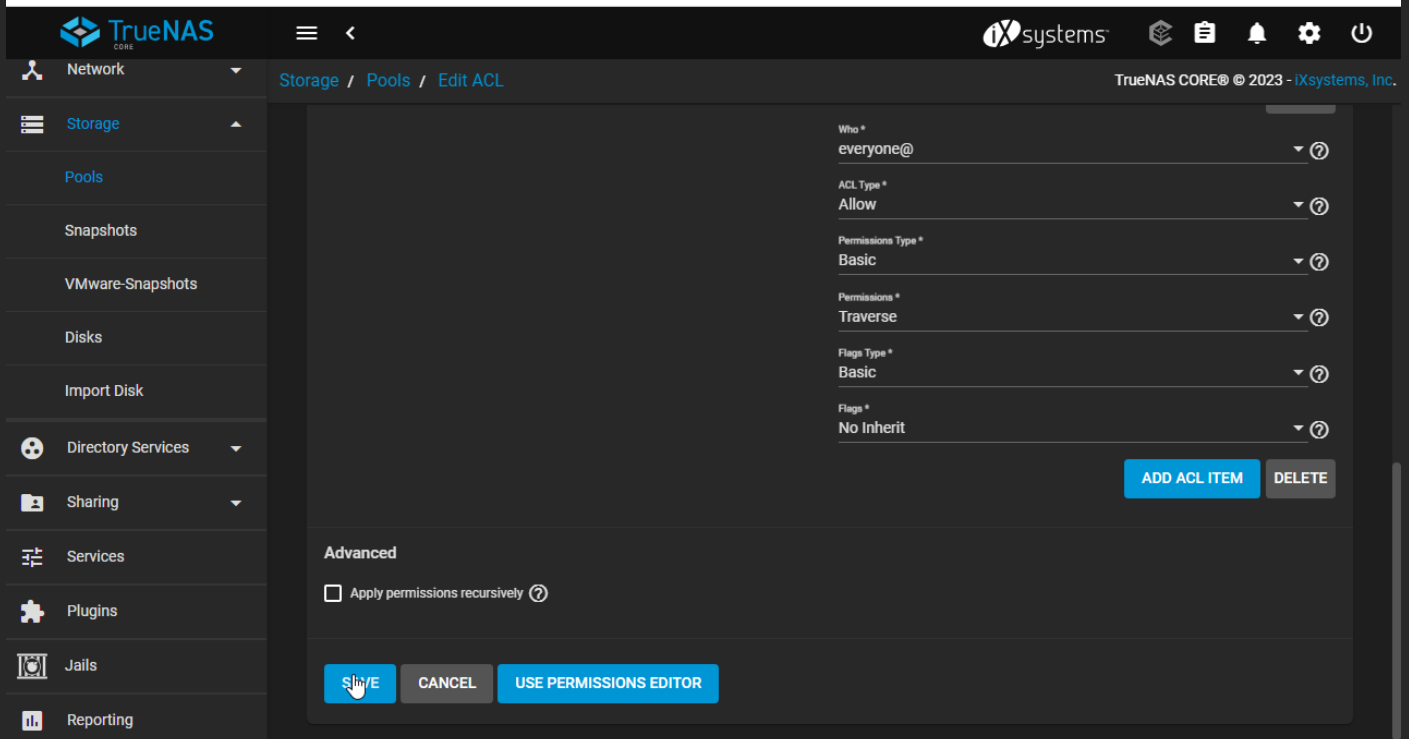 TrueNAS
CORE
iXsystems
Network
Storage / Pools / Edit ACL
TrueNAS CORE® © 2023 - iXsystems, Inc.
Storage
Pools
Snapshots
VMware-Snapshots
Disks
Import Disk
Directory Services
Sharing
Services
Plugins
Jails
Reporting
Who *
everyone@
ACL Type *
Allow
Permissions Type *
Basic
Permissions *
Traverse
Flags Type *
Basic
Flags *
No Inherit
ADD ACL ITEM DELETE
Advanced
Apply permissions recursively
SAVE CANCEL USE PERMISSIONS EDITOR